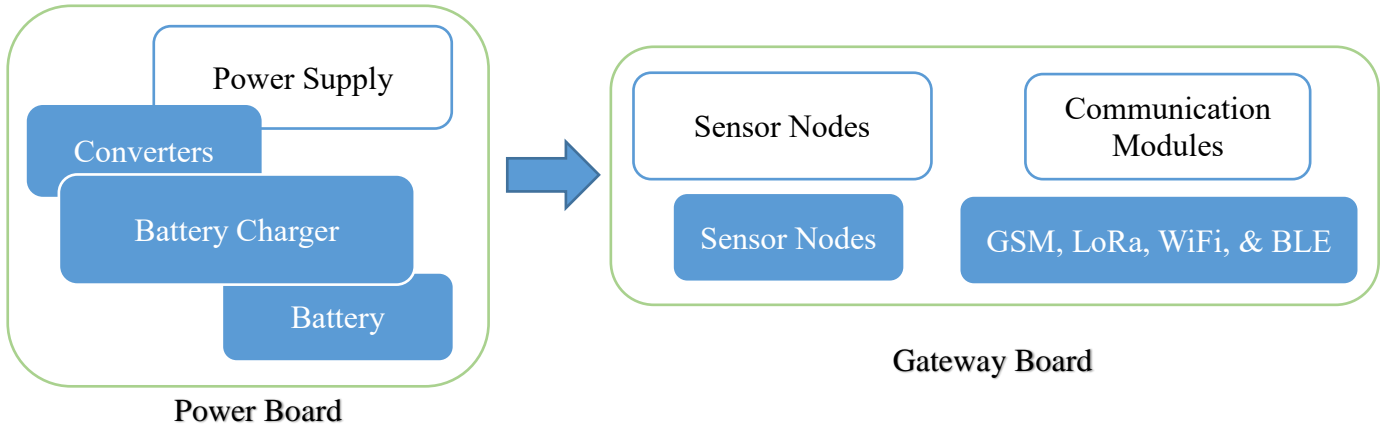 Power Supply
Converters
Battery Charger
Battery
Power Board
Sensor Nodes
Communication
Modules
Sensor Nodes
GSM, LoRa, WiFi, & BLE
Gateway Board